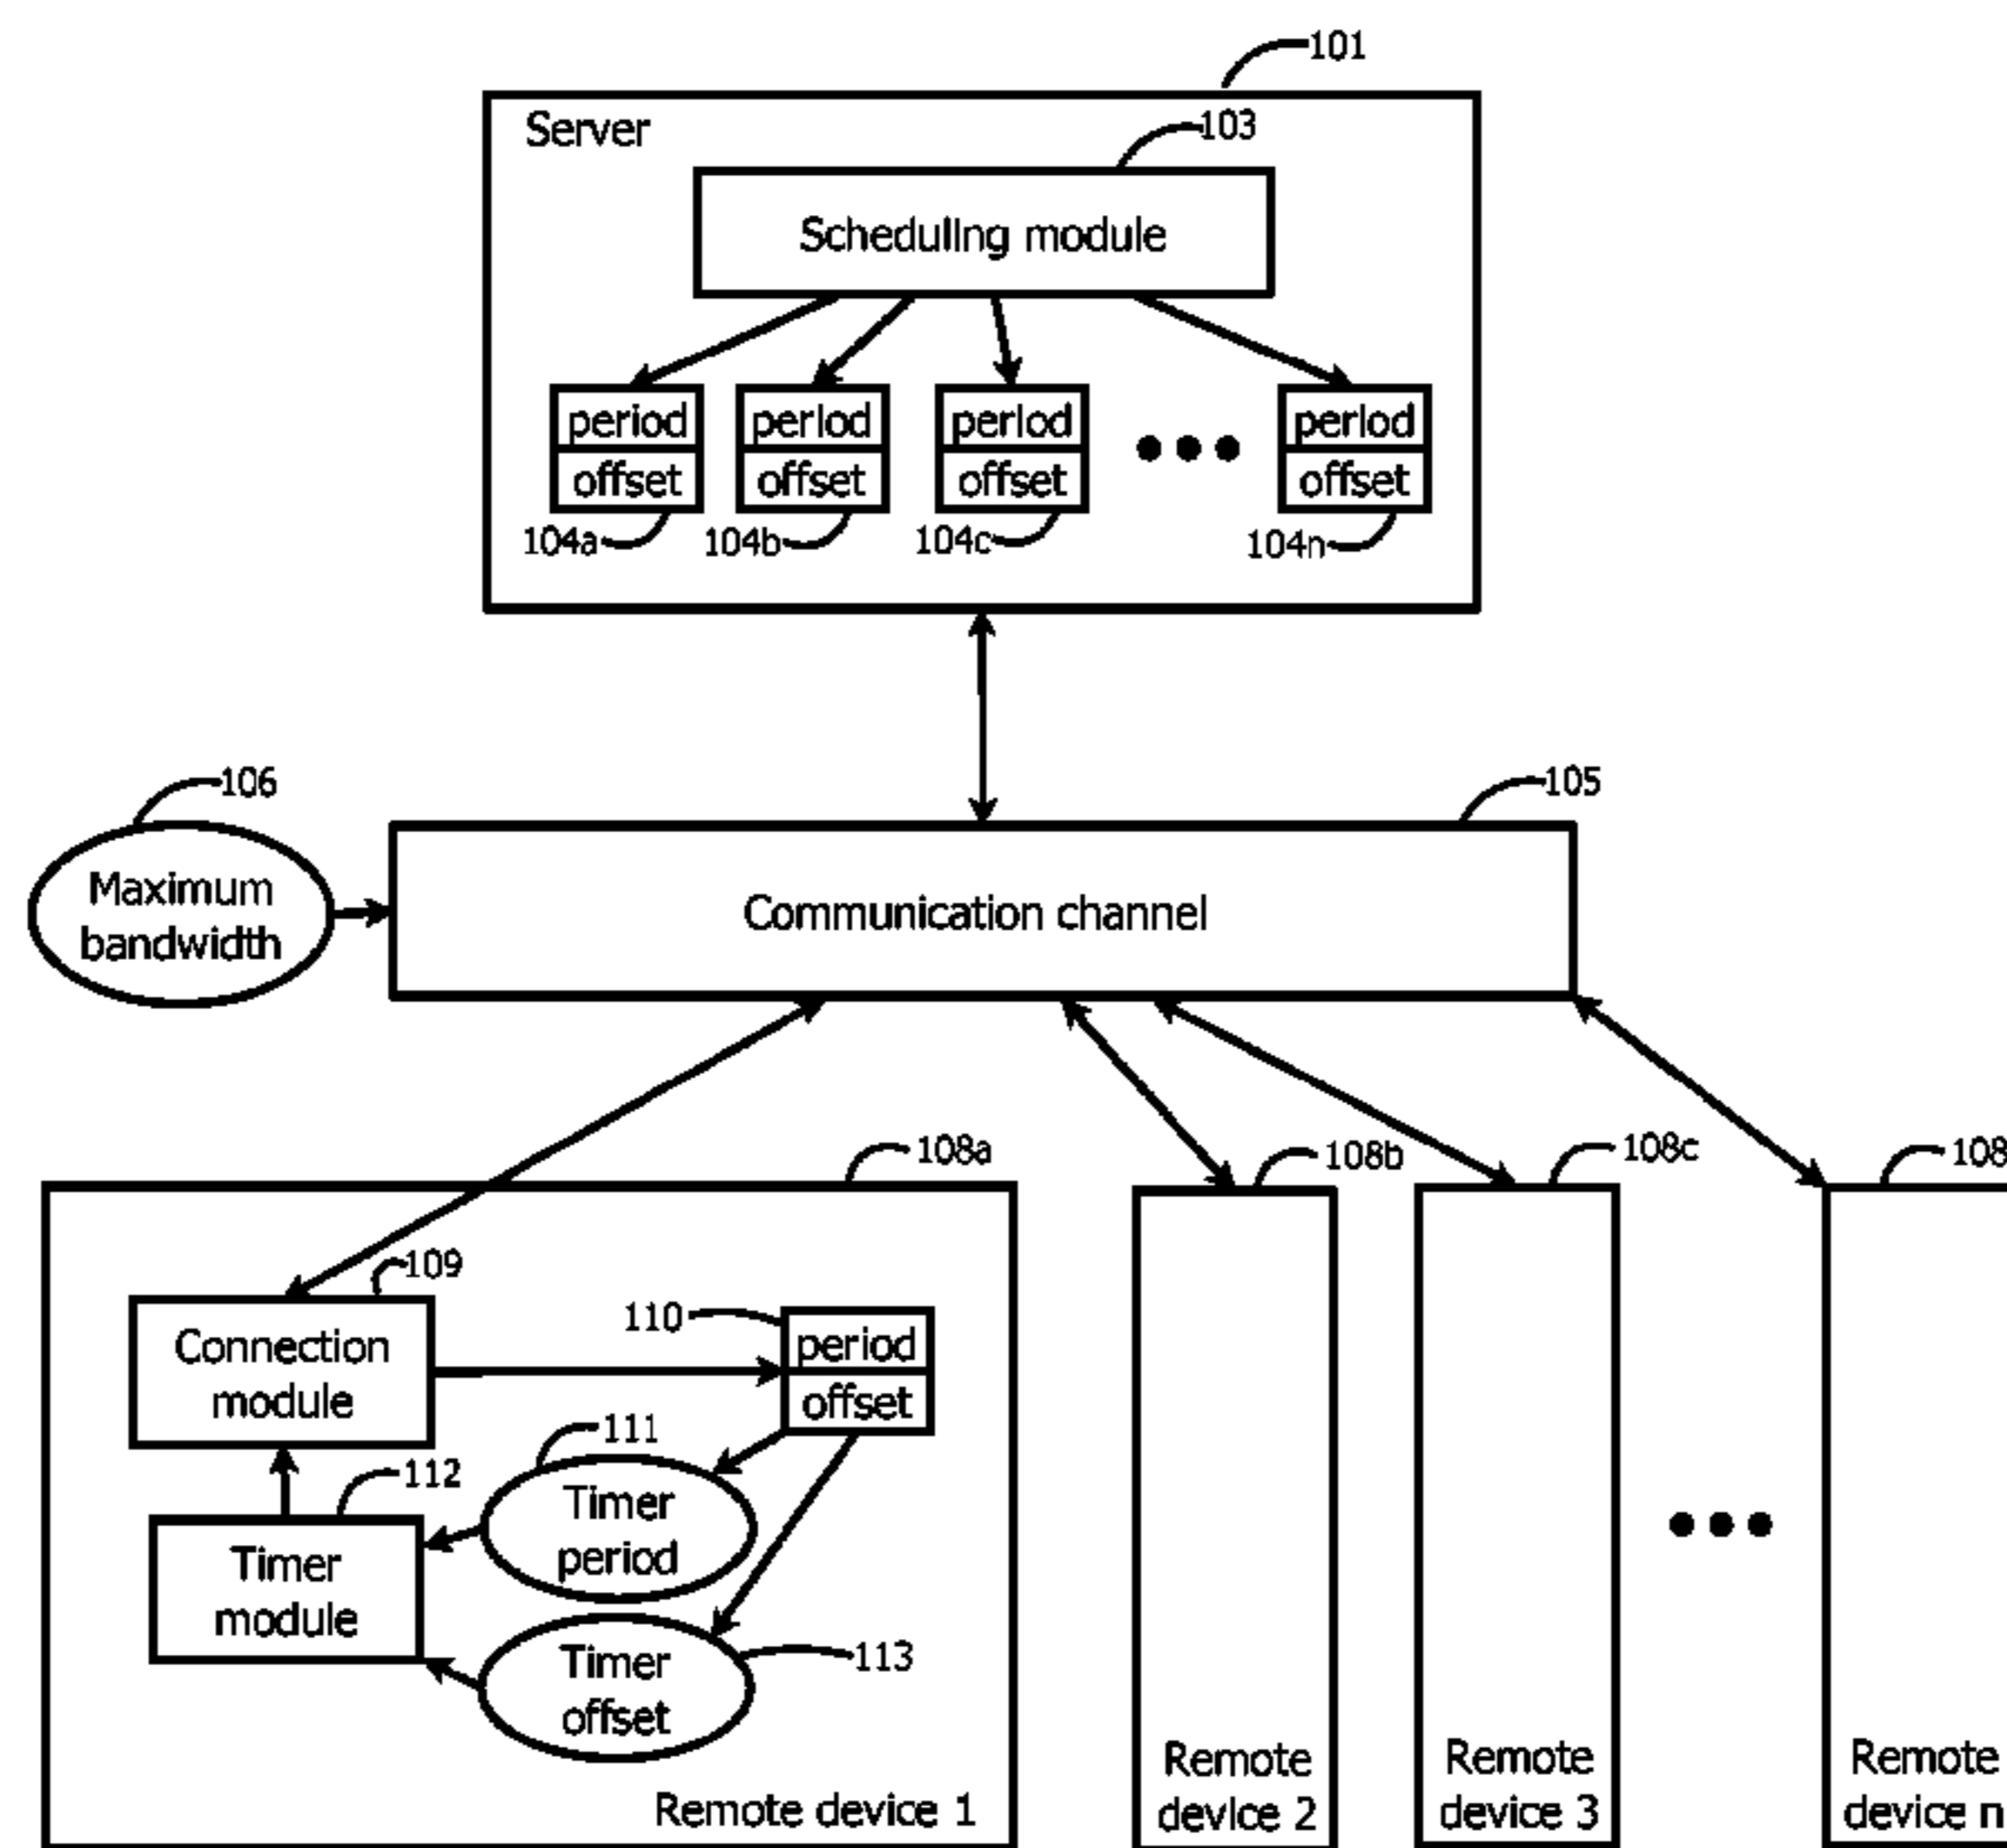 101
Server
103
Scheduling module
period
period
period
period
offset
offset
offset
offset
104a
104b
104c
104n
106
105
Maximum
bandwidth
Communication channel
108a
108b
108c
108
109
Connection
module
110
period
offset
111
112
Timer
period
Timer
module
Timer
offset
113
Remote device 1
Remote
device 2
Remote
device 3
Remote
device n